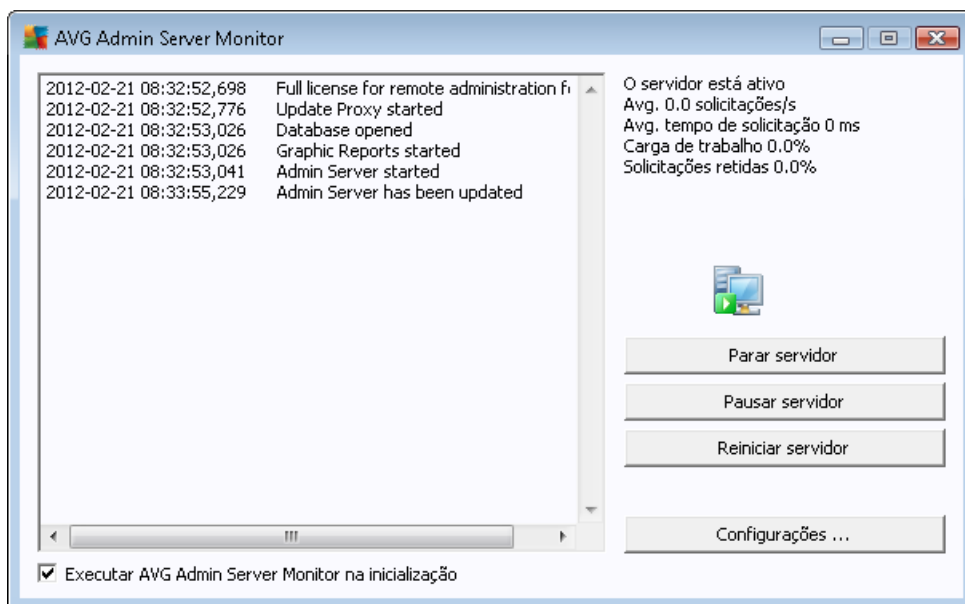 AVG Admin Server Monitor
2012-02-21 08:32:52,698 Full license for remote administration
2012-02-21 08:32:52,776 Update Proxy started
2012-02-21 08:32:53,026 Database opened
2012-02-21 08:32:53,026 Graphic Reports started
2012-02-21 08:32:53,041 Admin Server started
2012-02-21 08:33:55,229 Admin Server has been updated
O servidor está ativo
Avg. 0.0 solicitações/s
Avg. tempo de solicitação 0 ms
Carga de trabalho 0.0%
Solicitações retidas 0.0%
Parar servidor
Pausar servidor
Reiniciar servidor
Configurações ...
Executar AVG Admin Server Monitor na inicialização